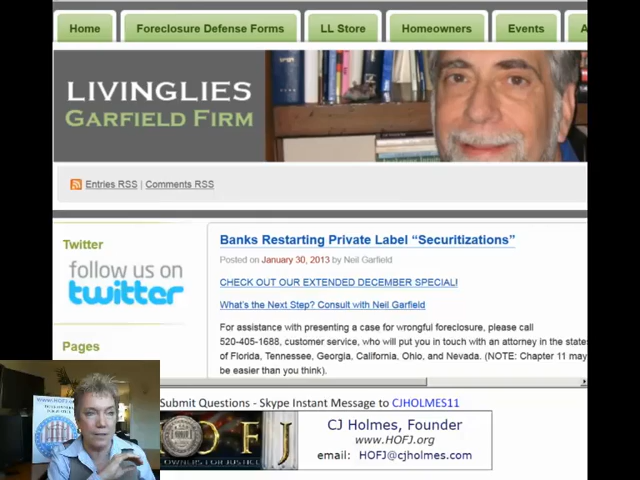 Home
Foreclosure Defense Forms
LL Store
Homeowners
Events
A
LIVINGLIES
GARFIELD FIRM
Entries RSS | Comments RSS
Twitter
follow us on
twitter
Pages
Banks Restarting Private Label “Securitizations”
Posted on January 30, 2013 by Neil Garfield
CHECK OUT OUR EXTENDED DECEMBER SPECIAL!
What's the Next Step? Consult with Neil Garfield
For assistance with presenting a case for wrongful foreclosure, please call
520-405-1688, customer service, who will put you in touch with an attorney in the states
of Florida, Tennessee, Georgia, California, Ohio, and Nevada. (NOTE: Chapter 11 may
be easier than you think).
Submit Questions - Skype Instant Message to CJHOLMES11
HOFJ
OWNERS FOR JUSTICE
CJ Holmes, Founder
www.HOFJ.org
email: HOFJ@cjholmes.com